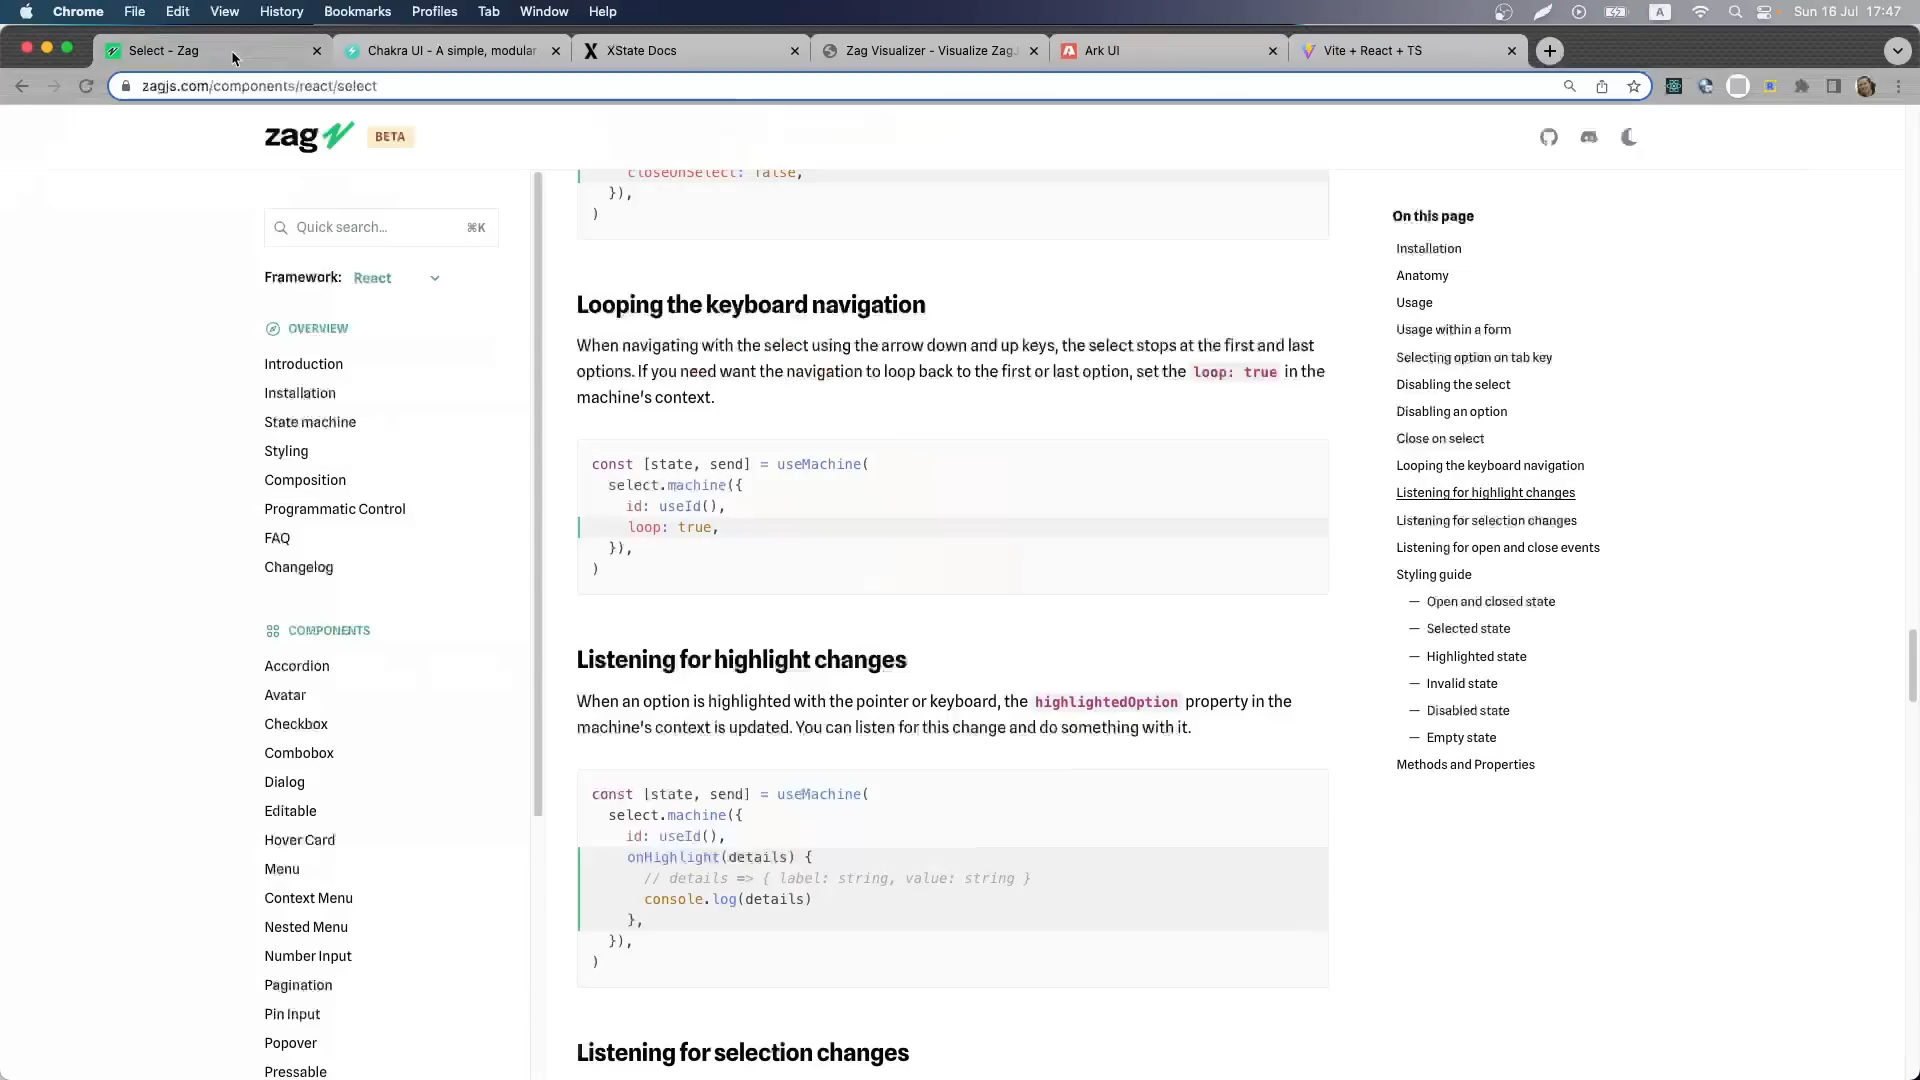 Chrome File Edit View History Bookmarks Profiles Tab Window Help
A Sun 16 Jul 17:47
Select - Zag
Chakra UI - A simple, modular
XState Docs
Zag Visualizer - Visualize ZagJ
Ark UI
Vite + React + TS
zagjs.com/components/react/select
zag BETA
Quick search... ⌘K
Framework: React
OVERVIEW
Introduction
Installation
State machine
Styling
Composition
Programmatic Control
FAQ
Changelog
COMPONENTS
Accordion
Avatar
Checkbox
Combobox
Dialog
Editable
Hover Card
Menu
Context Menu
Nested Menu
Number Input
Pagination
Pin Input
Popover
Pressable
closeOnSelect: false,
}),
)
Looping the keyboard navigation
When navigating with the select using the arrow down and up keys, the select stops at the first and last
options. If you need want the navigation to loop back to the first or last option, set the loop: true in the
machine's context.
const [state, send] = useMachine(
select.machine({
id: useId(),
loop: true,
}),
)
Listening for highlight changes
When an option is highlighted with the pointer or keyboard, the highlightedOption property in the
machine's context is updated. You can listen for this change and do something with it.
const [state, send] = useMachine(
select.machine({
id: useId(),
onHighlight(details) {
// details => { label: string, value: string }
console.log(details)
},
}),
)
Listening for selection changes
On this page
Installation
Anatomy
Usage
Usage within a form
Selecting option on tab key
Disabling the select
Disabling an option
Close on select
Looping the keyboard navigation
Listening for highlight changes
Listening for selection changes
Listening for open and close events
Styling guide
— Open and closed state
— Selected state
— Highlighted state
— Invalid state
— Disabled state
— Empty state
Methods and Properties